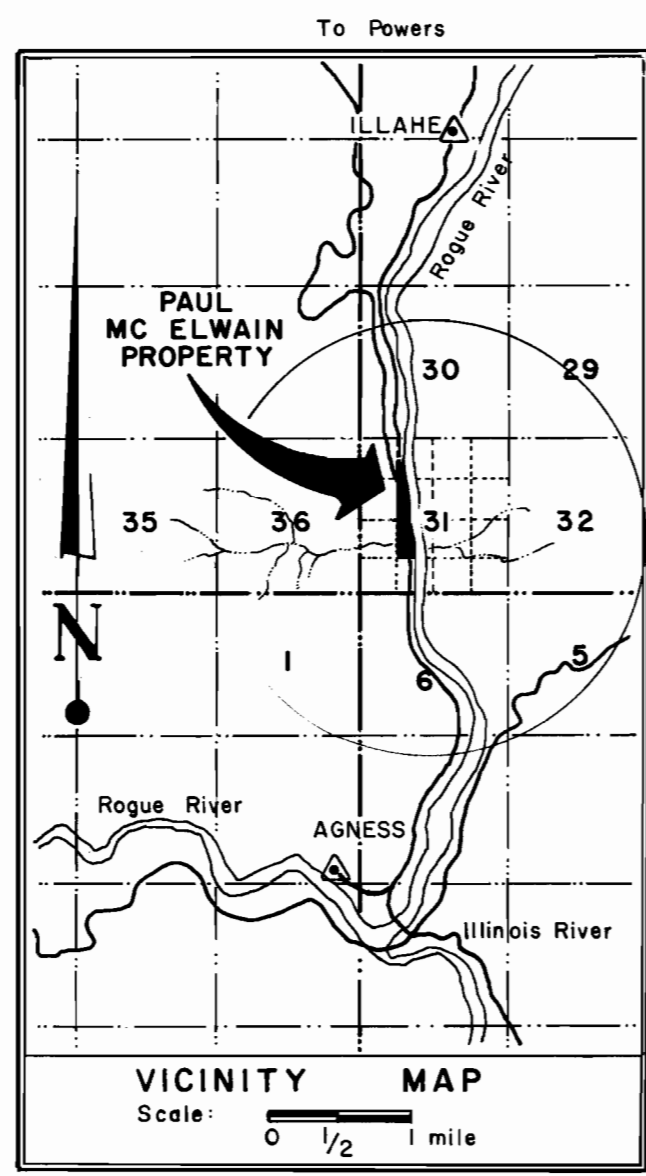 To Powers
ILLAHE
Rogue River
PAUL
MC ELWAIN
PROPERTY
30 29
35 36 31 32
N
1 6 5
Rogue River
AGNESS
Illinois River
VICINITY MAP
Scale:
0 1/2 1 mile